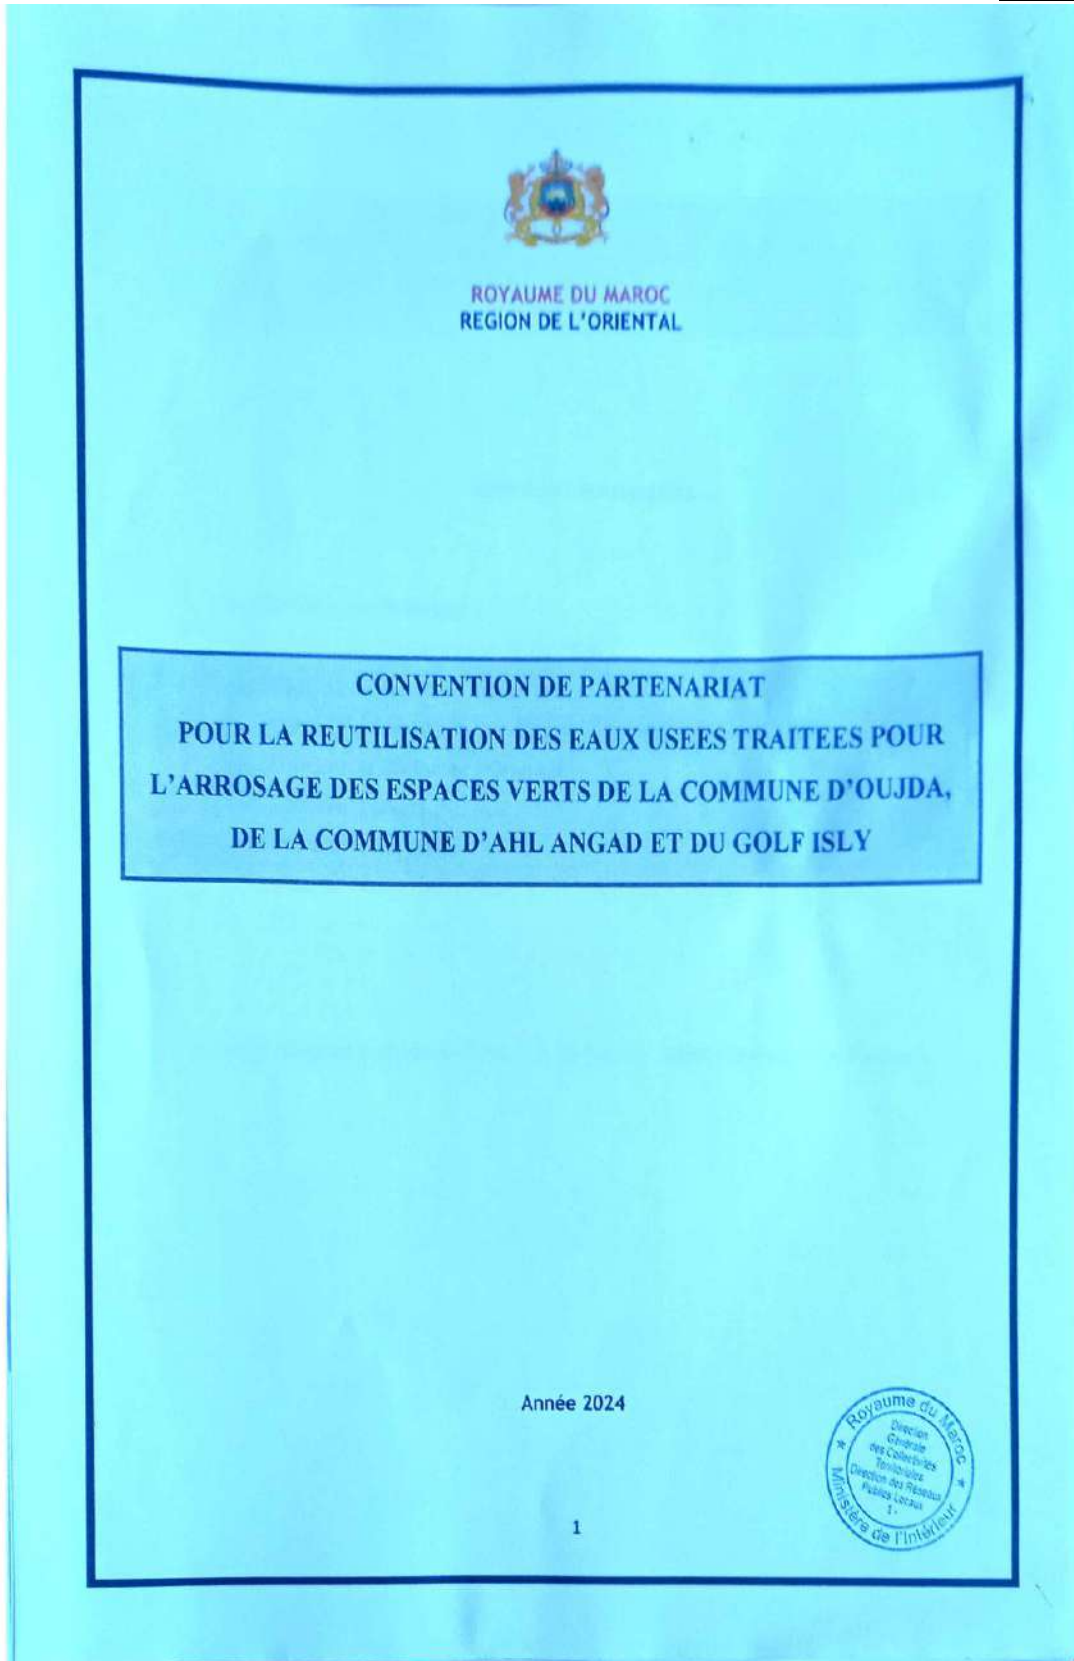 ROYAUME DU MAROC
REGION DE L'ORIENTAL
CONVENTION DE PARTENARIAT
POUR LA REUTILISATION DES EAUX USEES TRAITEES POUR
L'ARROSAGE DES ESPACES VERTS DE LA COMMUNE D'OUJDA,
DE LA COMMUNE D'AHL ANGAD ET DU GOLF ISLY
Année 2024
Royaume du Maroc
Direction
Générale
des Collectivités
Territoriales
Direction des Réseaux
Publics Locaux
Ministère de l'Intérieur
1